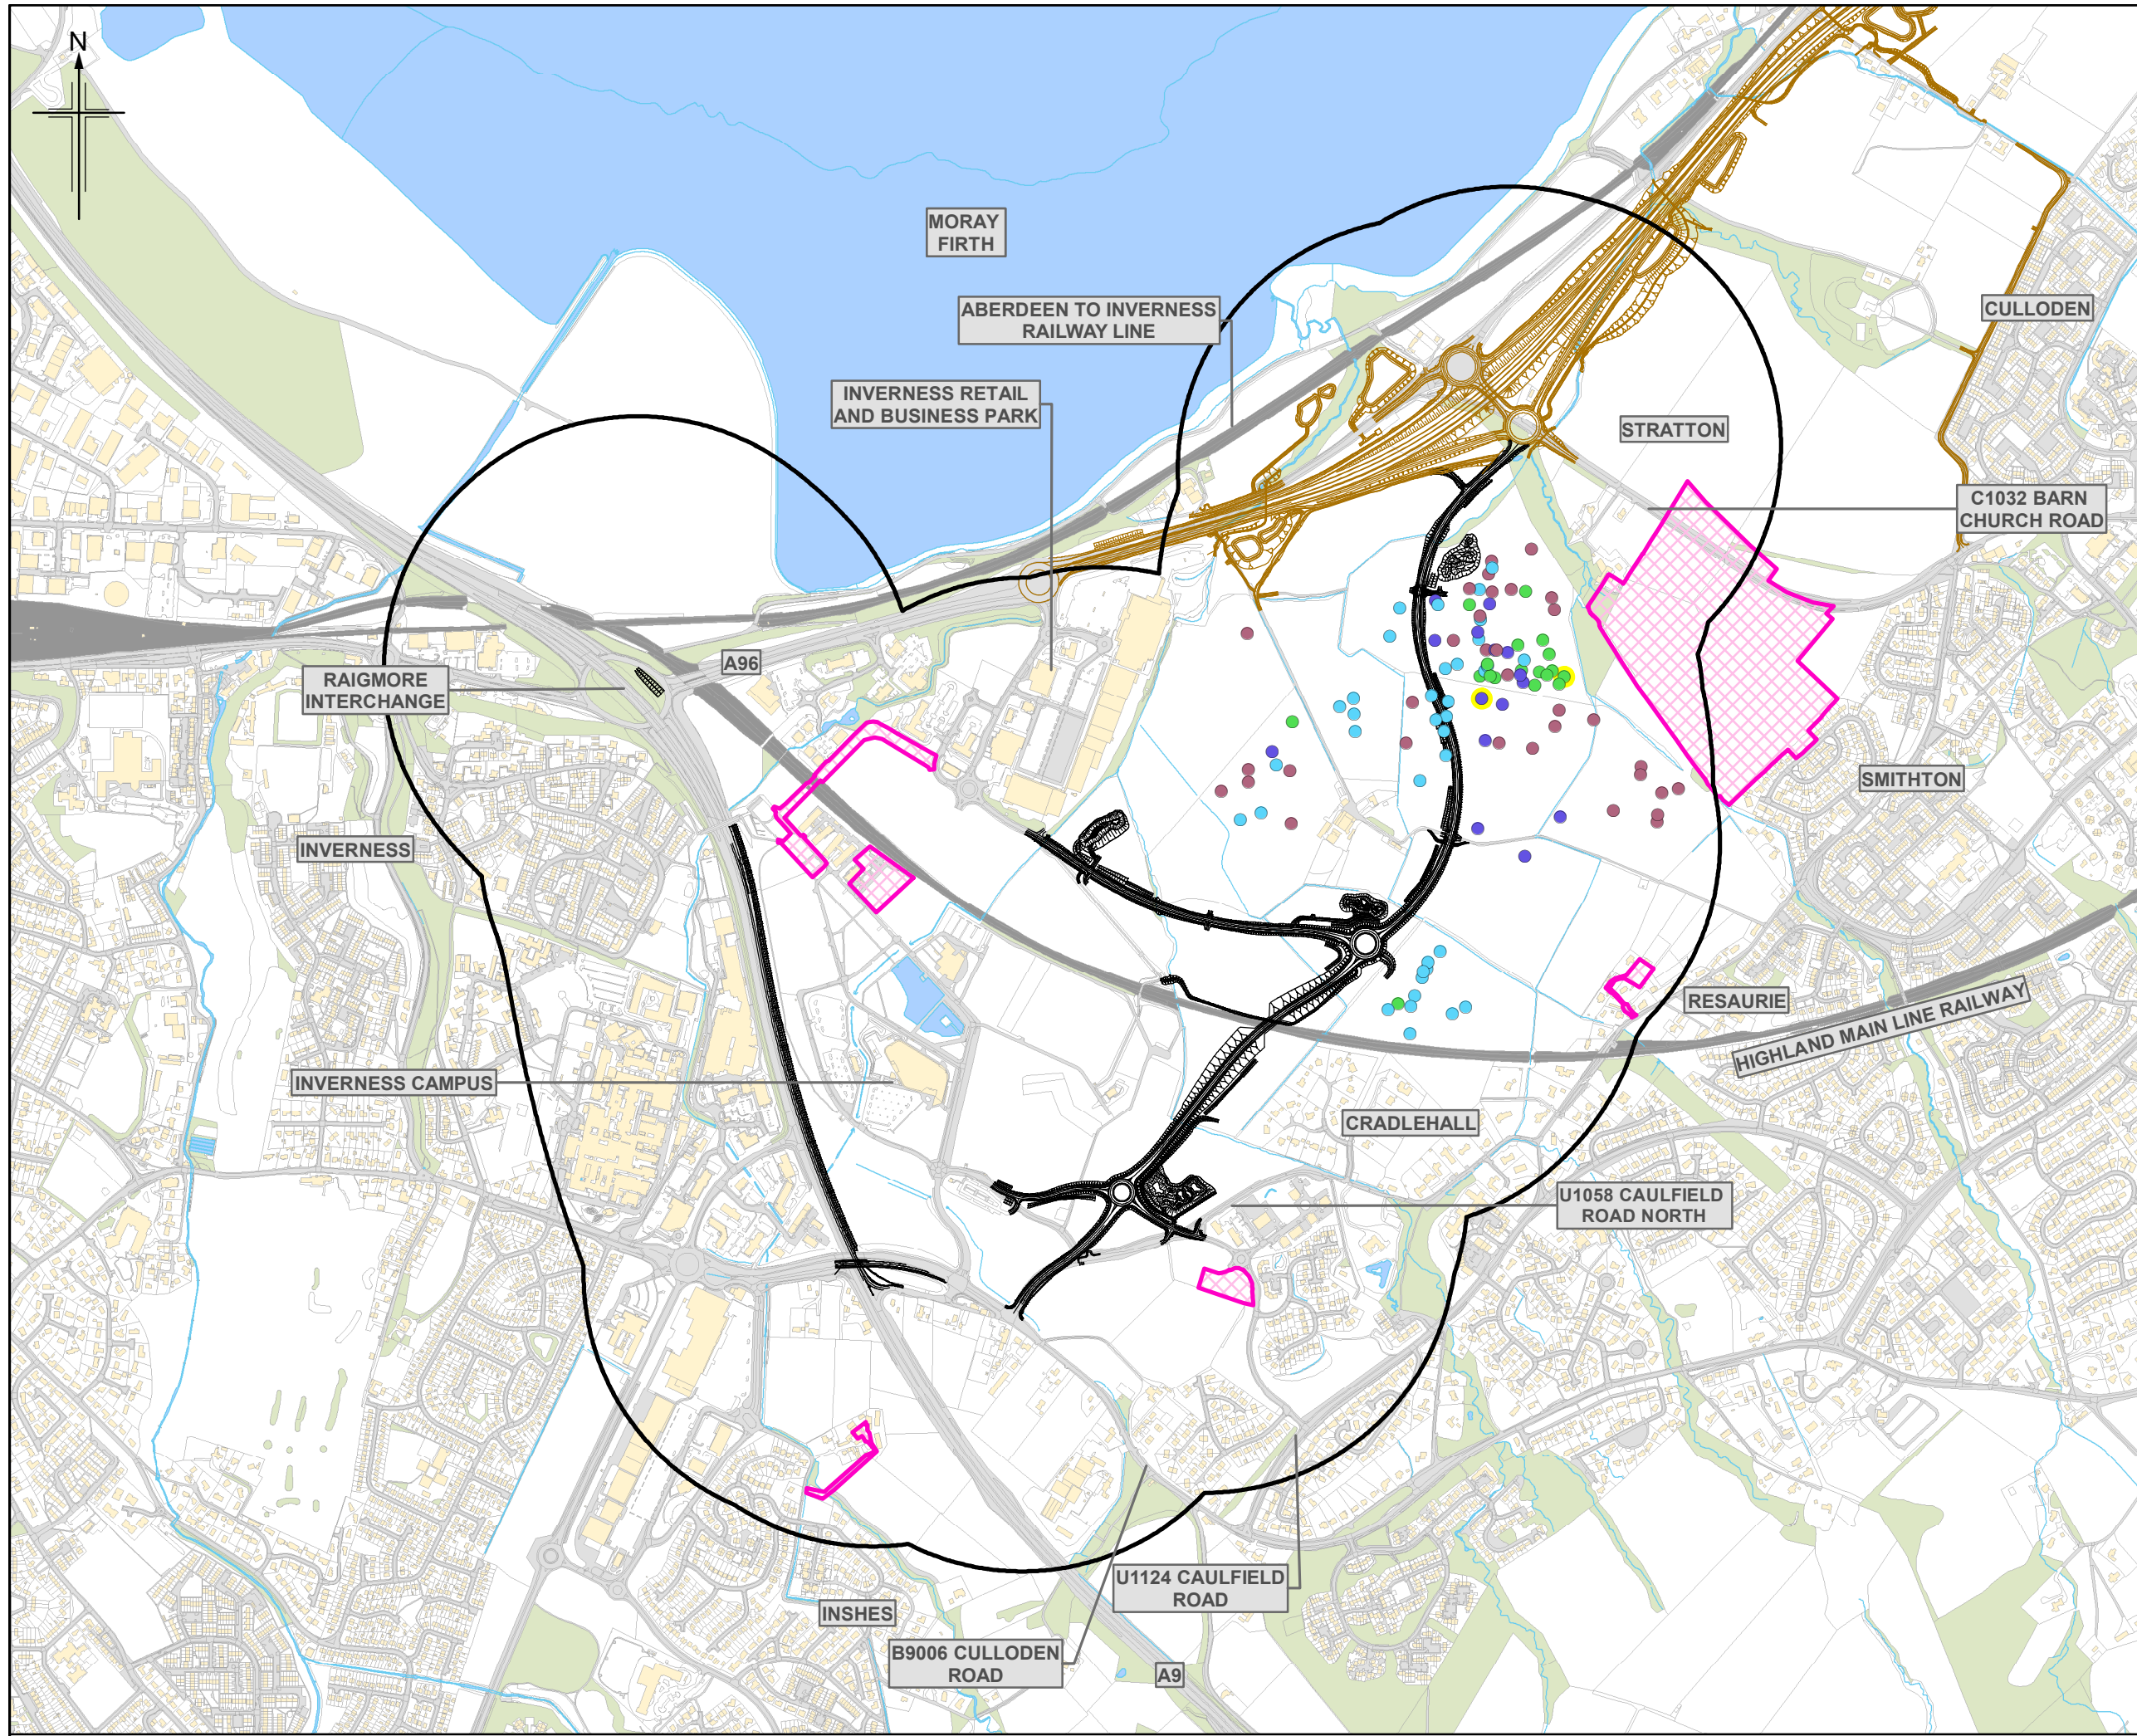 N
MORAY
FIRTH
ABERDEEN TO INVERNESS
RAILWAY LINE
CULLODEN
INVERNESS RETAIL
AND BUSINESS PARK
STRATTON
C1032 BARN
CHURCH ROAD
A96
RAIGMORE
INTERCHANGE
SMITHTON
INVERNESS
RESAURIE
HIGHLAND MAIN LINE RAILWAY
INVERNESS CAMPUS
CRADLEHALL
U1058 CAULFIELD
ROAD NORTH
U1124 CAULFIELD
ROAD
INSHES
B9006 CULLODEN
ROAD
A9